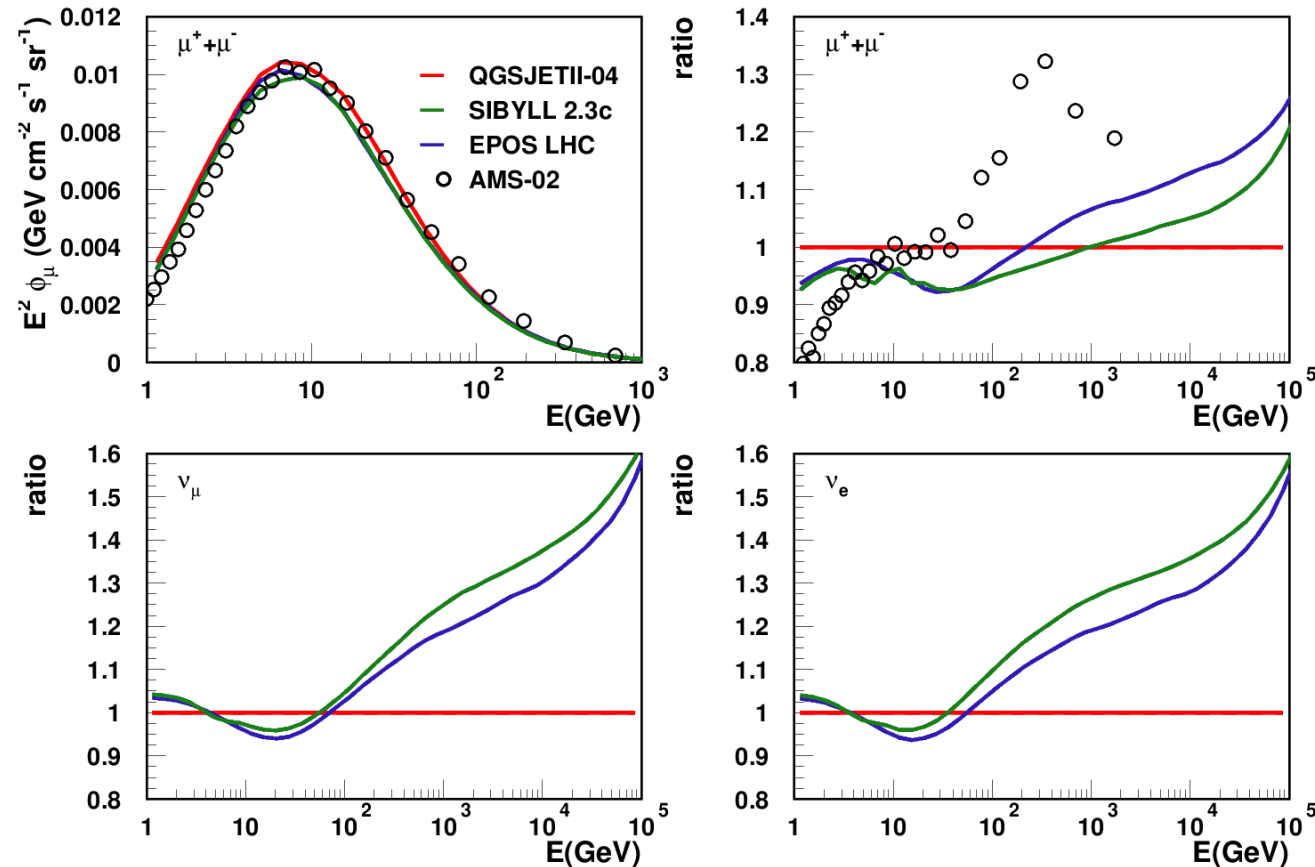 E² ϕμ (GeV cm⁻² s⁻¹ sr⁻¹)
0.012
0.01
0.008
0.006
0.004
0.002
0
μ⁺+μ⁻
QGSJETII-04
SIBYLL 2.3c
EPOS LHC
AMS-02
1 10 10² 10³
E(GeV)
ratio
1.4
1.3
1.2
1.1
1
0.9
0.8
μ⁺+μ⁻
1 10 10² 10³ 10⁴ 10⁵
E(GeV)
ratio
1.6
1.5
1.4
1.3
1.2
1.1
1
0.9
0.8
νμ
1 10 10² 10³ 10⁴ 10⁵
E(GeV)
ratio
1.6
1.5
1.4
1.3
1.2
1.1
1
0.9
0.8
νe
1 10 10² 10³ 10⁴ 10⁵
E(GeV)